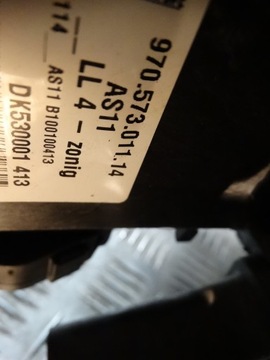 970.573.011.14
AS11
LL 4 - zonig
114 AS11 B100100413
DK530001 413